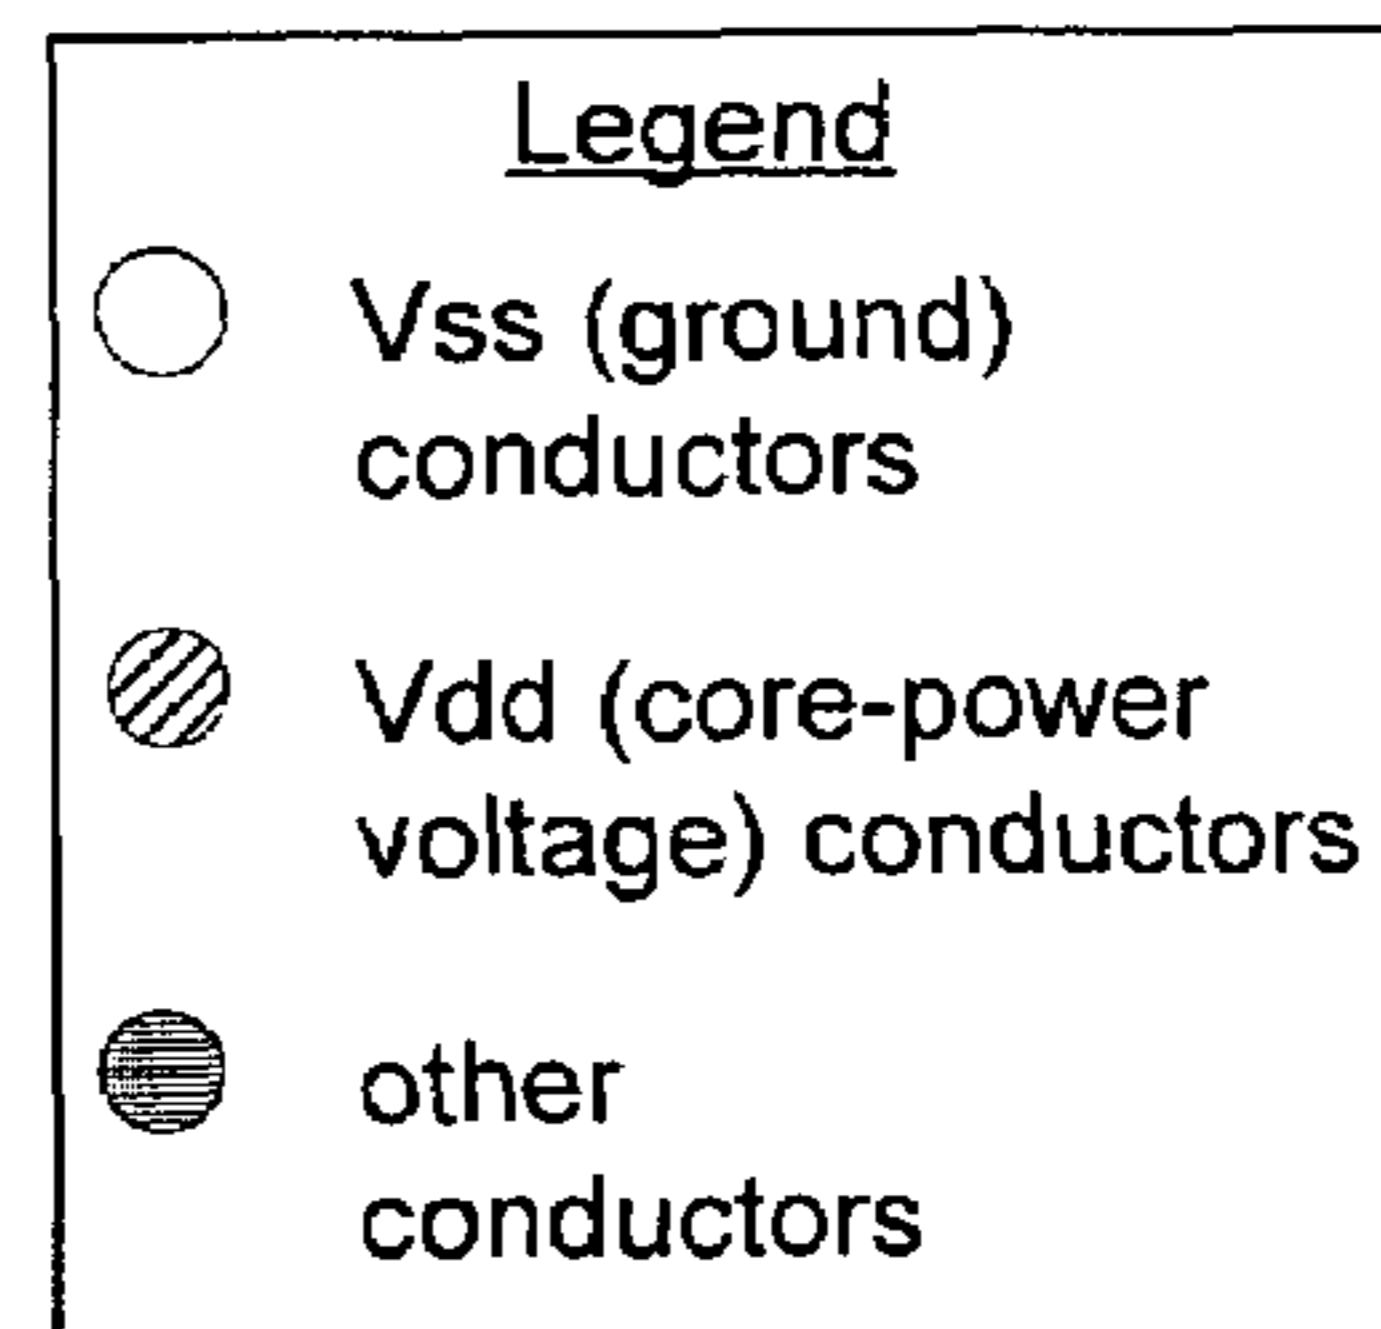 Legend
Vss (ground)
conductors
Vdd (core-power
voltage) conductors
other
conductors